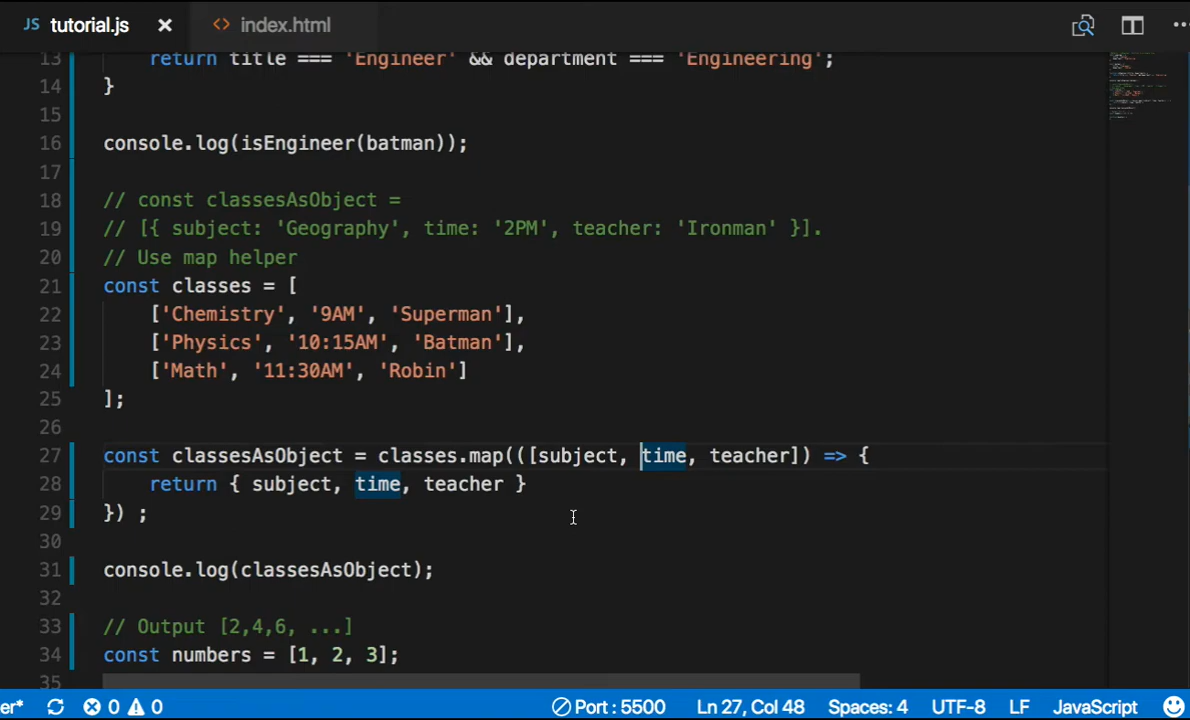 JS tutorial.js × <> index.html ...
13 return title === 'Engineer' && department === 'Engineering';
14 }
15
16 console.log(isEngineer(batman));
17
18 // const classesAsObject =
19 // [{ subject: 'Geography', time: '2PM', teacher: 'Ironman' }].
20 // Use map helper
21 const classes = [
22 ['Chemistry', '9AM', 'Superman'],
23 ['Physics', '10:15AM', 'Batman'],
24 ['Math', '11:30AM', 'Robin']
25 ];
26
27 const classesAsObject = classes.map(([subject, time, teacher]) => {
28 return { subject, time, teacher }
29 }) ;
30
31 console.log(classesAsObject);
32
33 // Output [2,4,6, ...]
34 const numbers = [1, 2, 3];
35
er* 0 0 Port : 5500 Ln 27, Col 48 Spaces: 4 UTF-8 LF JavaScript